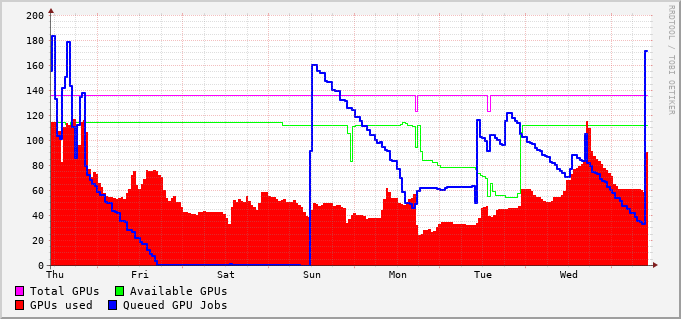 200
180
160
140
120
100
80
60
40
20
0
Thu Fri Sat Sun Mon Tue Wed
Total GPUs Available GPUs
GPUs used Queued GPU Jobs
RRDTOOL / TOBI OETIKER